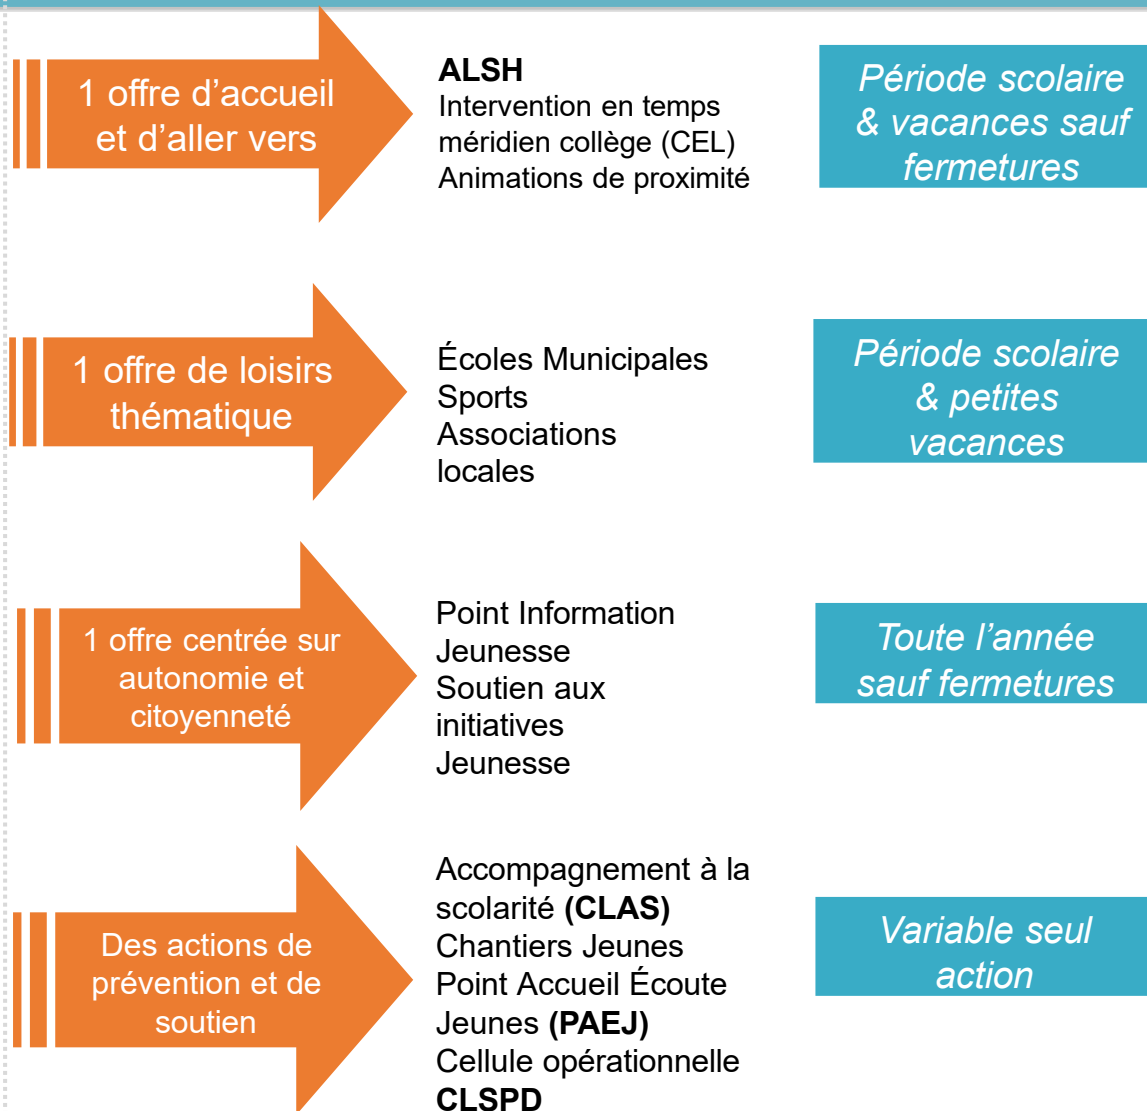 1 offre d’accueil
et d’aller vers
ALSH
Intervention en temps
méridien collège (CEL)
Animations de proximité
Période scolaire
& vacances sauf
fermetures
1 offre de loisirs
thématique
Écoles Municipales
Sports
Associations
locales
Période scolaire
& petites
vacances
1 offre centrée sur
autonomie et
citoyenneté
Point Information
Jeunesse
Soutien aux
initiatives
Jeunesse
Toute l’année
sauf fermetures
Des actions de
prévention et de
soutien
Accompagnement à la
scolarité (CLAS)
Chantiers Jeunes
Point Accueil Écoute
Jeunes (PAEJ)
Cellule opérationnelle
CLSPD
Variable seul
action